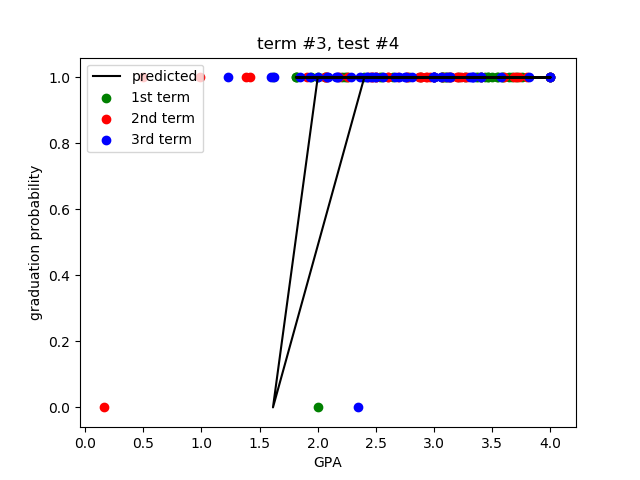 term #3, test #4
predicted
1st term
2nd term
3rd term
graduation probability
1.0
0.8
0.6
0.4
0.2
0.0
0.0 0.5 1.0 1.5 2.0 2.5 3.0 3.5 4.0
GPA